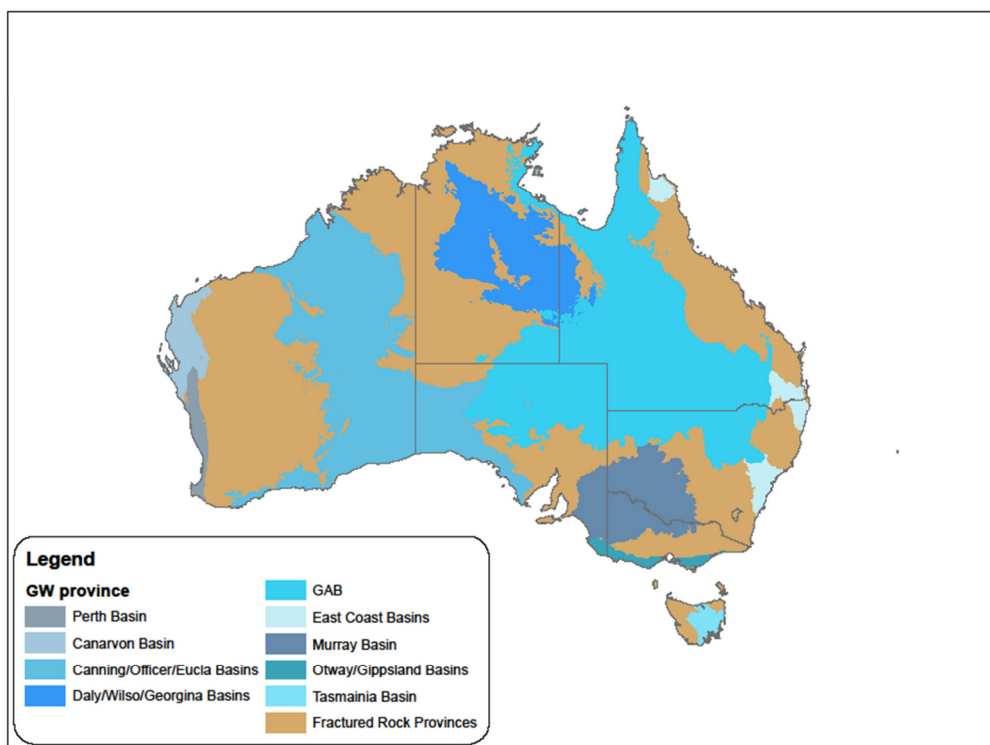 Legend
GW province
Perth Basin
Canarvon Basin
Canning/Officer/Eucla Basins
Daly/Wilso/Georgina Basins
GAB
East Coast Basins
Murray Basin
Otway/Gippsland Basins
Tasmainia Basin
Fractured Rock Provinces